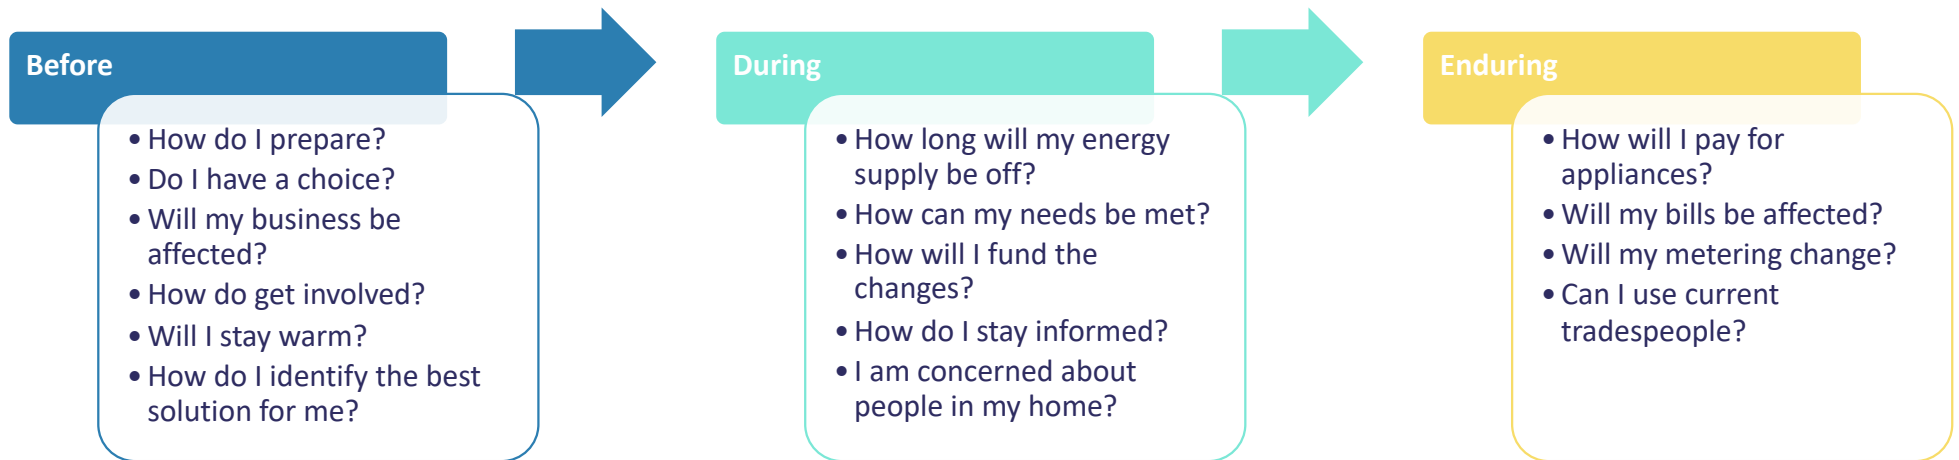 Before
• How do I prepare?
• Do I have a choice?
• Will my business be
affected?
• How do get involved?
• Will I stay warm?
• How do I identify the best
solution for me?
During
• How long will my energy
supply be off?
• How can my needs be met?
• How will I fund the
changes?
• How do I stay informed?
• I am concerned about
people in my home?
Enduring
• How will I pay for
appliances?
• Will my bills be affected?
• Will my metering change?
• Can I use current
tradespeople?